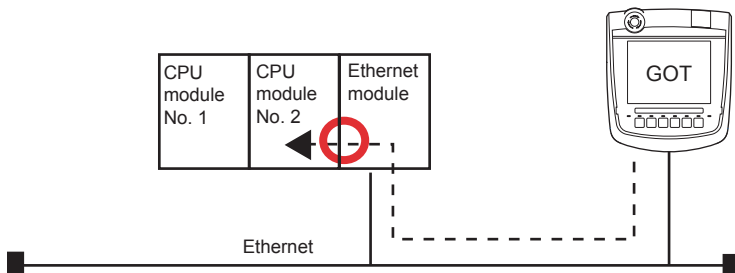 CPU
module
No. 1
CPU
module
No. 2
Ethernet
module
GOT
Ethernet